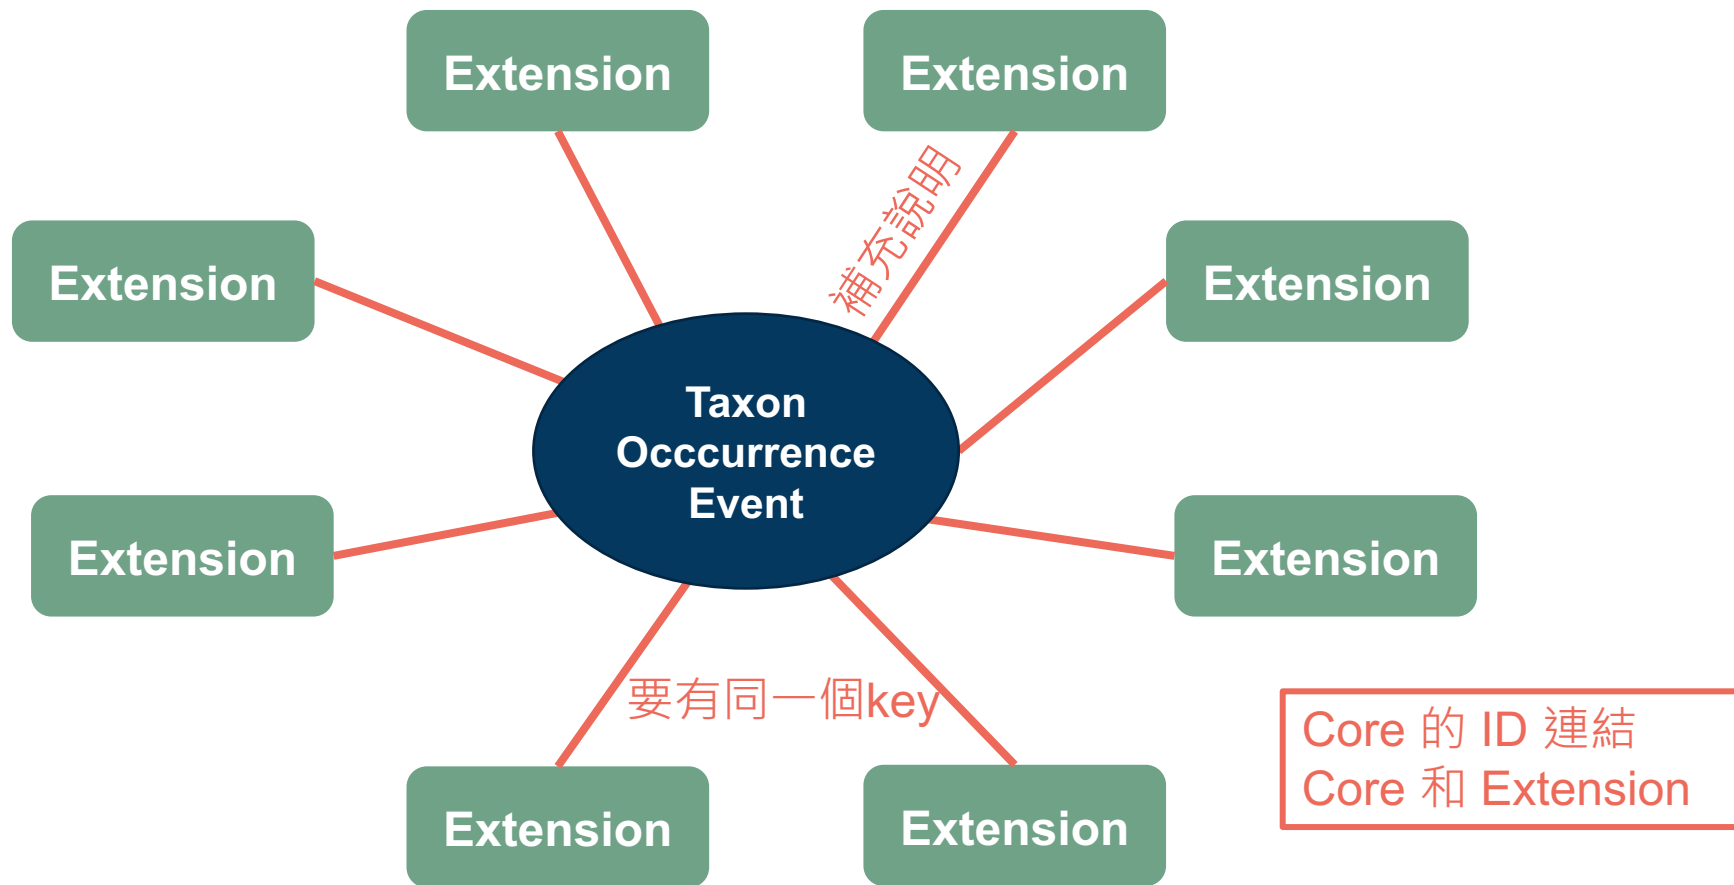 Extension
Extension
補充說明
Extension
Extension
Taxon
Occcurrence
Event
Extension
Extension
要有同一個key
Core 的 ID 連結
Core 和 Extension
Extension
Extension